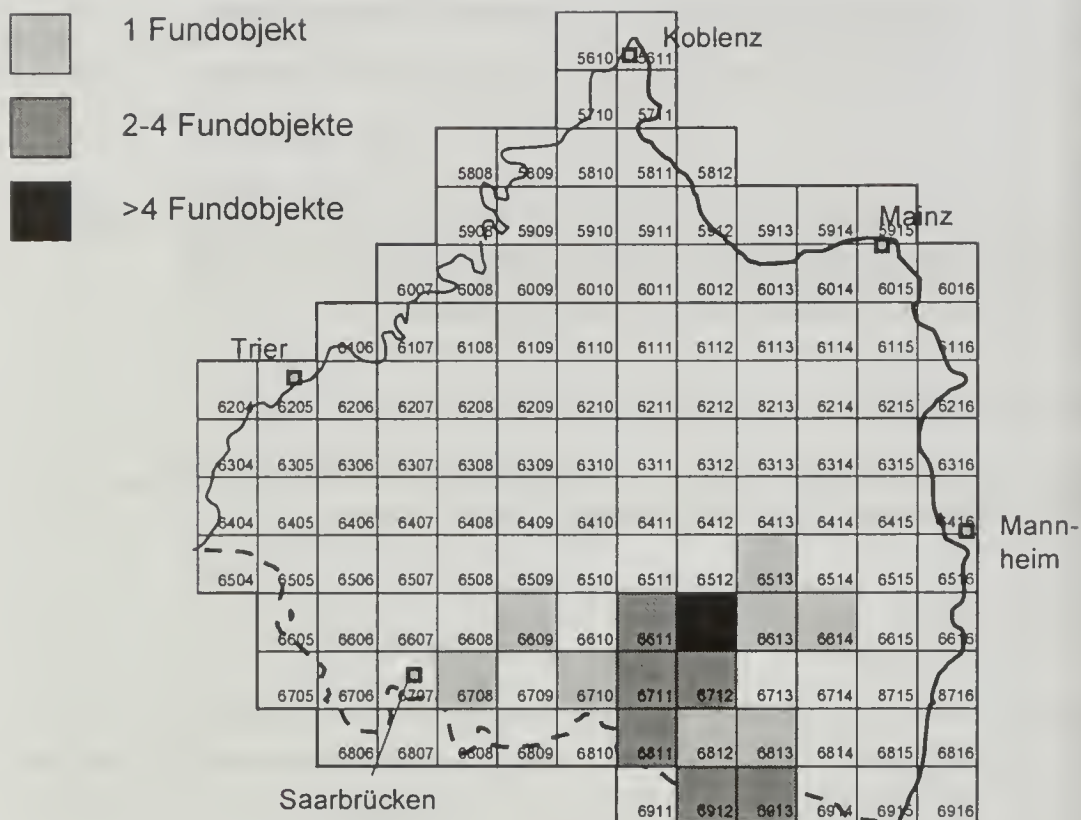 1 Fundobjekt
2-4 Fundobjekte
>4 Fundobjekte
Koblenz
5610 5611
5710 5711
5808 5809 5810 5811 5812
Mainz
5908 5909 5910 5911 5912 5913 5914 5915
6007 6008 6009 6010 6011 6012 6013 6014 6015 6016
Trier
6106 6107 6108 6109 6110 6111 6112 6113 6114 6115 6116
6204 6205 6206 6207 6208 6209 6210 6211 6212 8213 6214 6215 6216
6304 6305 6306 6307 6308 6309 6310 6311 6312 6313 6314 6315 6316
6404 6405 6406 6407 6408 6409 6410 6411 6412 6413 6414 6415 6416
Mann-
heim
6504 6505 6506 6507 6508 6509 6510 6511 6512 6513 6514 6515 6516
6605 6606 6607 6608 6609 6610 6611 6613 6614 6615 6616
6705 6706 6707 6708 6709 6710 6711 6712 6713 6714 8715 8716
6806 6807 6808 6809 6810 6811 6812 6813 6814 6815 6816
Saarbrücken
6911 6912 6913 6914 6915 6916